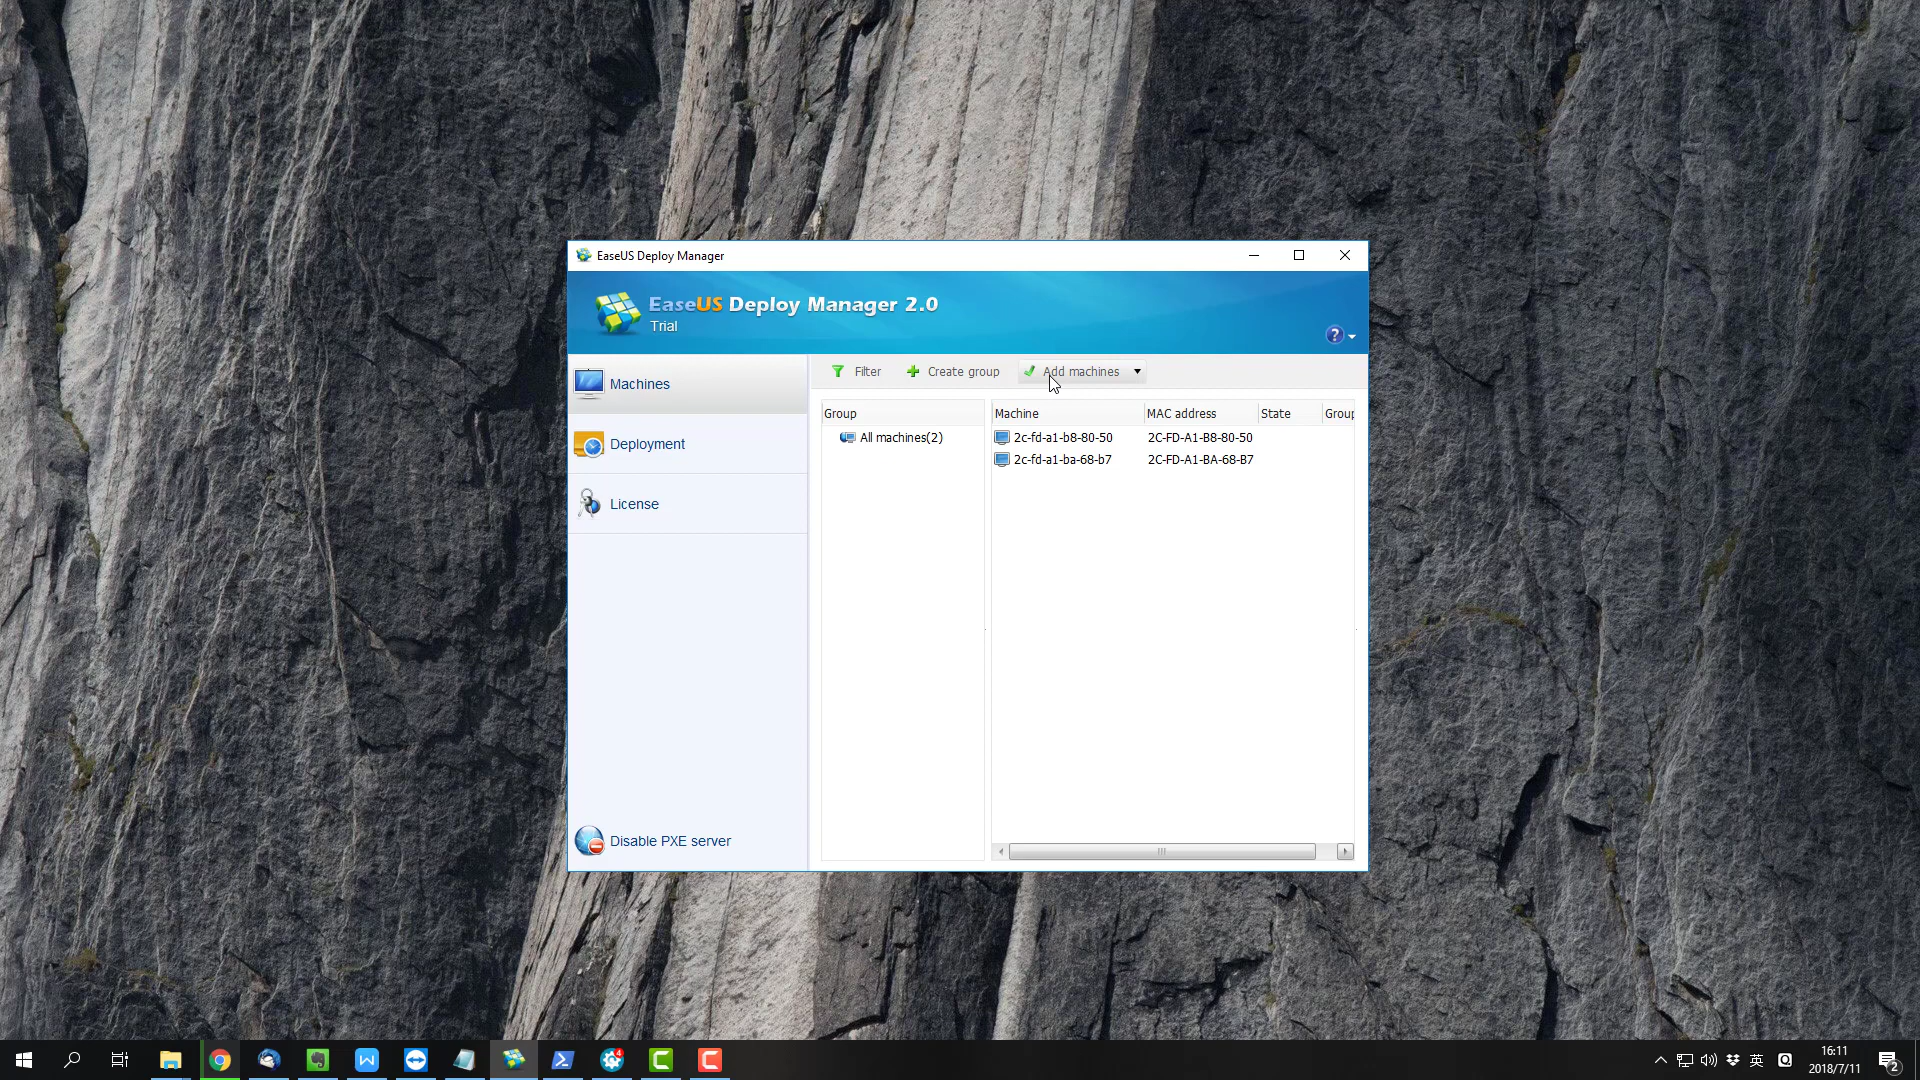 EaseUS Deploy Manager
EaseUS Deploy Manager 2.0
Trial
?
Machines
Deployment
License
Disable PXE server
Filter
Create group
Add machines
Group
All machines(2)
Machine MAC address State Group
2c-fd-a1-b8-80-50 2C-FD-A1-B8-80-50
2c-fd-a1-ba-68-b7 2C-FD-A1-BA-68-B7
4
英
16:11
2018/7/11
2